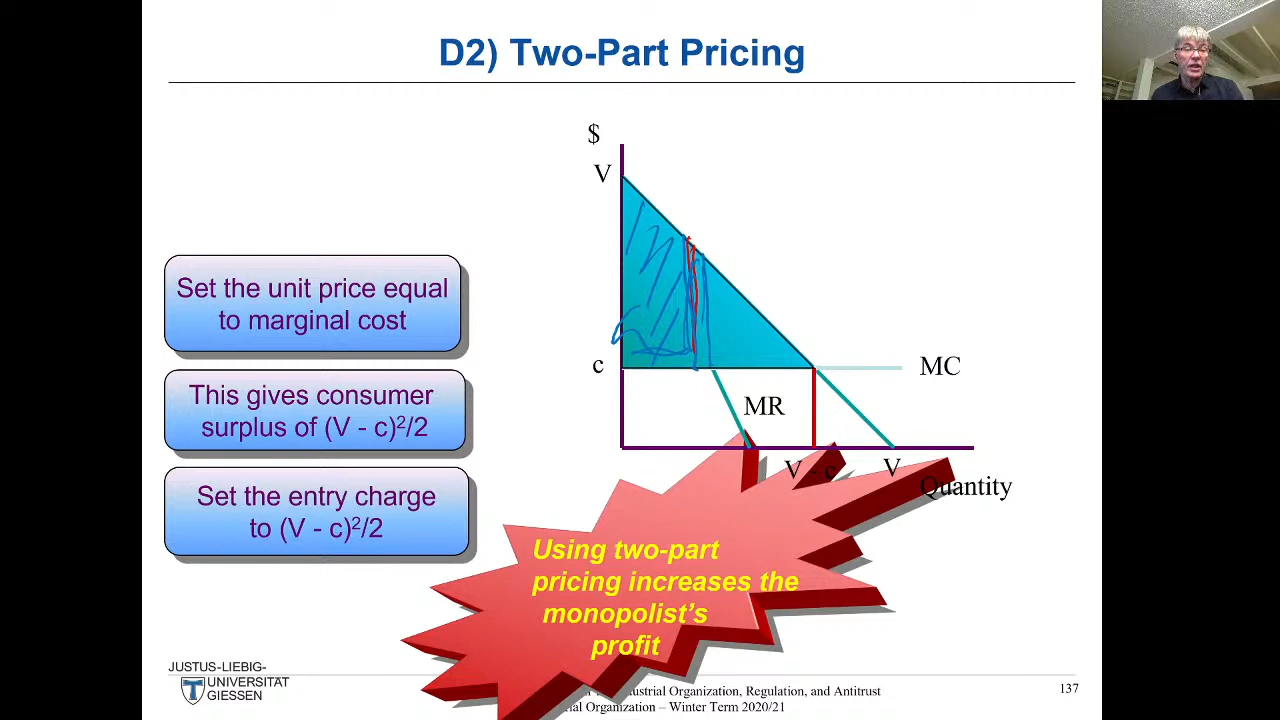 D2) Two-Part Pricing
$
V
Set the unit price equal
to marginal cost
c
MC
This gives consumer
surplus of (V - c)²/2
MR
Set the entry charge
to (V - c)²/2
V - c
V
Quantity
Using two-part
pricing increases the
monopolist's
profit
JUSTUS-LIEBIG-
UNIVERSITAT
GIESSEN
Industrial Organization, Regulation, and Antitrust
Organization – Winter Term 2020/21
137